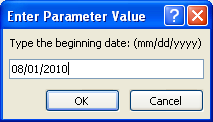 Enter Parameter Value
Type the beginning date: (mm/dd/yyyy)
08/01/2010
OK Cancel